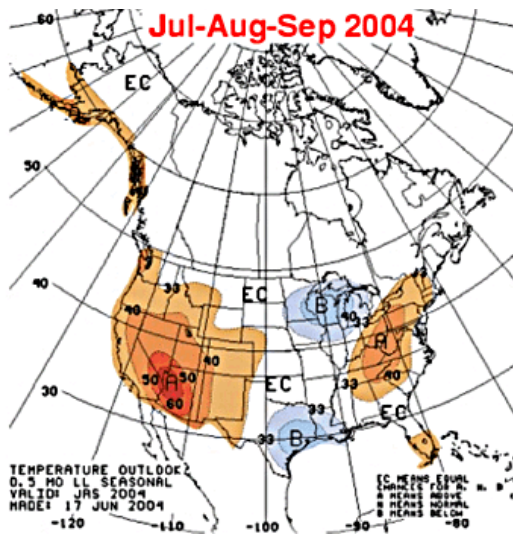 Jul-Aug-Sep 2004
60
EC
50
40
33
EC
40
B
40
33
33
A
40
40
50
A
50
60
EC
33
40
30
33
33
B
EC
TEMPERATURE OUTLOOK
0.5 MO LL SEASONAL
VALID: JAS 2004
MADE: 17 JUN 2004
EC MEANS EQUAL
CHANCES FOR A, N, B
A MEANS ABOVE
N MEANS NORMAL
B MEANS BELOW
-120
-110
-100
-90
-80